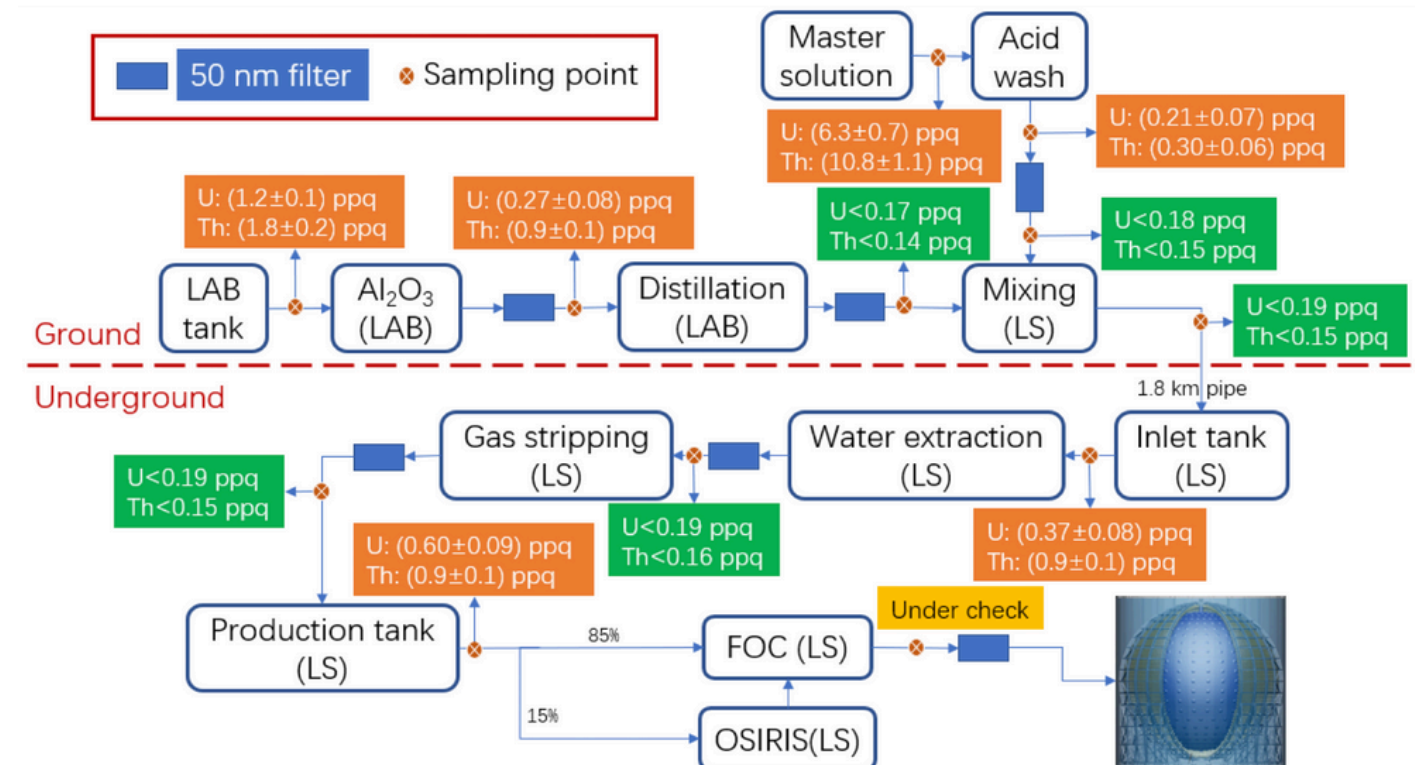 50 nm filter
Sampling point
Master
solution
Acid
wash
U: (6.3±0.7) ppq
Th: (10.8±1.1) ppq
U: (0.21±0.07) ppq
Th: (0.30±0.06) ppq
U: (1.2±0.1) ppq
Th: (1.8±0.2) ppq
U: (0.27±0.08) ppq
Th: (0.9±0.1) ppq
U<0.17 ppq
Th<0.14 ppq
U<0.18 ppq
Th<0.15 ppq
LAB
tank
Al₂O₃
(LAB)
Distillation
(LAB)
Mixing
(LS)
U<0.19 ppq
Th<0.15 ppq
Ground
Underground
1.8 km pipe
Gas stripping
(LS)
Water extraction
(LS)
Inlet tank
(LS)
U<0.19 ppq
Th<0.15 ppq
U<0.19 ppq
Th<0.16 ppq
U: (0.37±0.08) ppq
Th: (0.9±0.1) ppq
U: (0.60±0.09) ppq
Th: (0.9±0.1) ppq
Production tank
(LS)
85%
FOC (LS)
Under check
15%
OSIRIS(LS)